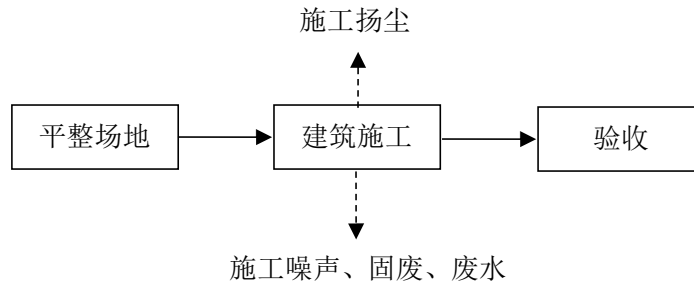 施工扬尘
平整场地
建筑施工
验收
施工噪声、固废、废水